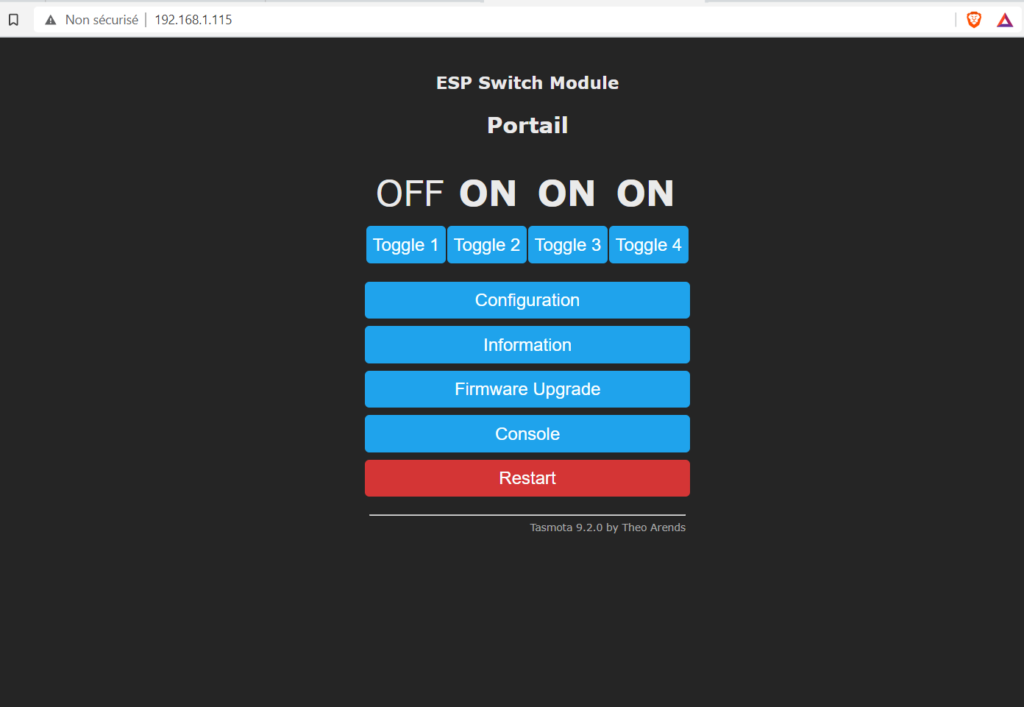 Non sécurisé | 192.168.1.115
ESP Switch Module
Portail
OFF ON ON ON
Toggle 1 Toggle 2 Toggle 3 Toggle 4
Configuration
Information
Firmware Upgrade
Console
Restart
Tasmota 9.2.0 by Theo Arends